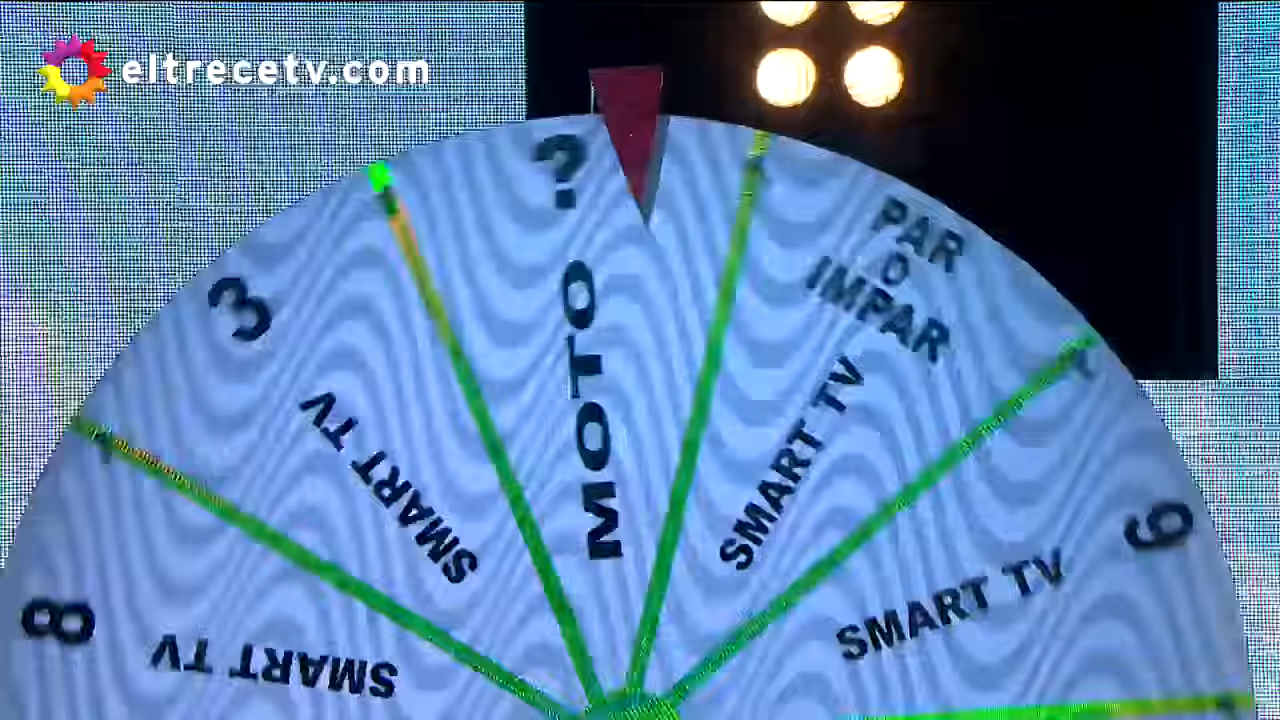 eltrecetv.com
8
SMART TV
3
SMART TV
?
MOTO
PAR
O
IMPAR
SMART TV
9
SMART TV